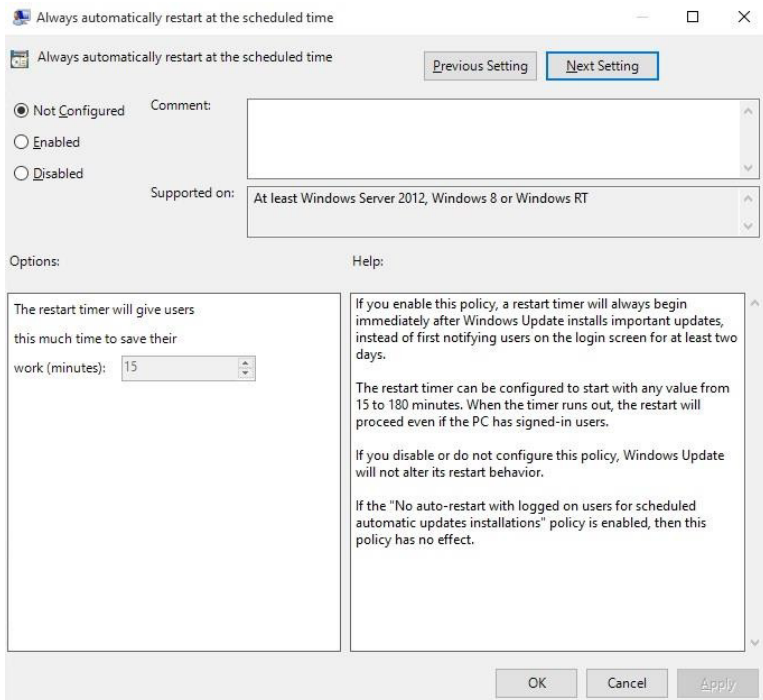 Always automatically restart at the scheduled time
Always automatically restart at the scheduled time
Previous Setting
Next Setting
Not Configured
Comment:
Enabled
Disabled
Supported on:
At least Windows Server 2012, Windows 8 or Windows RT
Options:
Help:
The restart timer will give users
this much time to save their
work (minutes):
15
If you enable this policy, a restart timer will always begin
immediately after Windows Update installs important updates,
instead of first notifying users on the login screen for at least two
days.
The restart timer can be configured to start with any value from
15 to 180 minutes. When the timer runs out, the restart will
proceed even if the PC has signed-in users.
If you disable or do not configure this policy, Windows Update
will not alter its restart behavior.
If the "No auto-restart with logged on users for scheduled
automatic updates installations" policy is enabled, then this
policy has no effect.
OK
Cancel
Apply